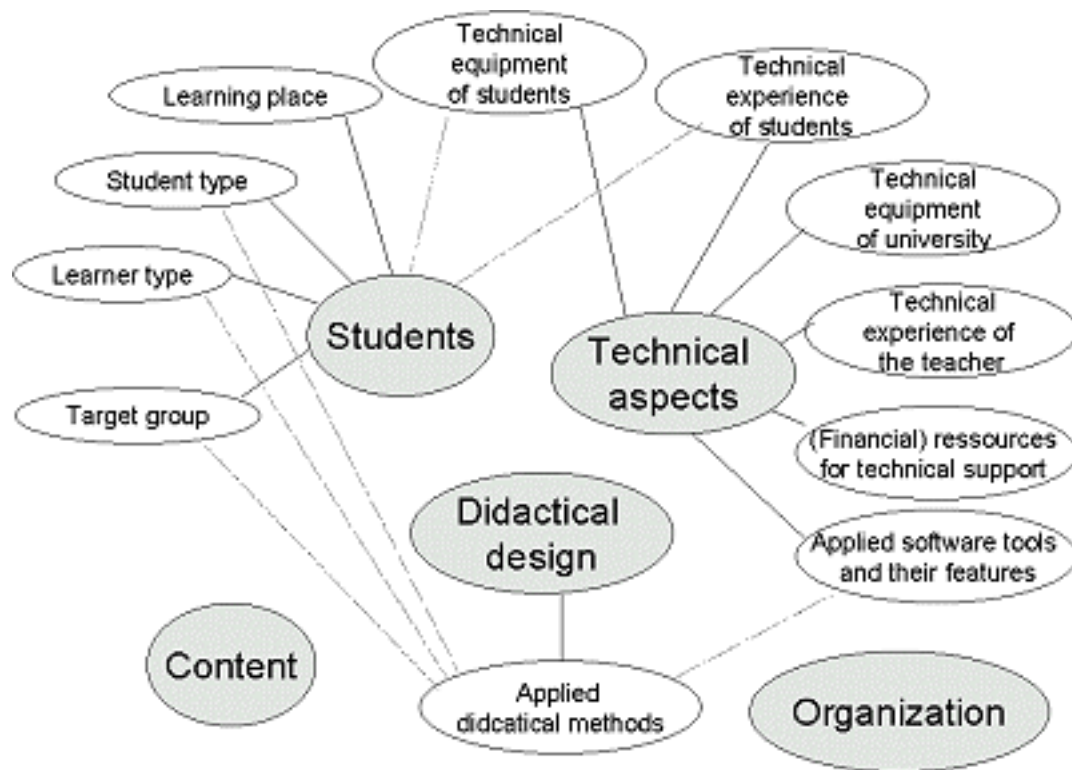 Technical
equipment
of students
Technical
experience
of students
Learning place
Student type
Technical
equipment
of university
Learner type
Students
Technical
experience of
the teacher
Technical
aspects
Target group
(Financial) ressources
for technical support
Didactical
design
Applied software tools
and their features
Content
Applied
didcatical methods
Organization